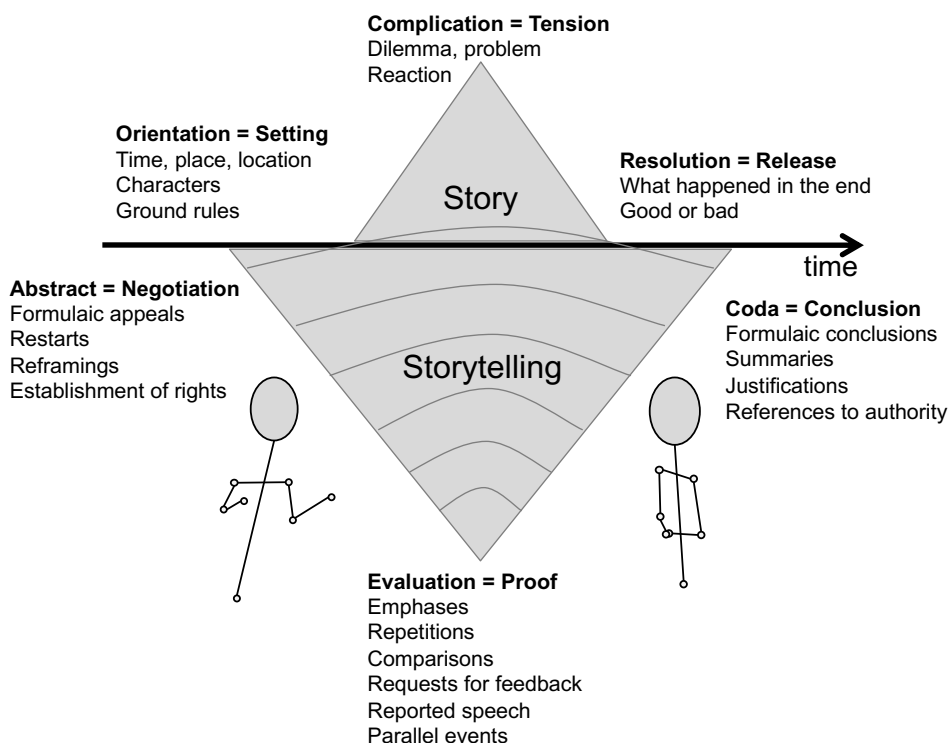 Complication = Tension
Dilemma, problem
Reaction
Orientation = Setting
Time, place, location
Characters
Ground rules
Resolution = Release
What happened in the end
Good or bad
Story
time
Abstract = Negotiation
Formulaic appeals
Restarts
Reframings
Establishment of rights
Coda = Conclusion
Formulaic conclusions
Summaries
Justifications
References to authority
Storytelling
Evaluation = Proof
Emphases
Repetitions
Comparisons
Requests for feedback
Reported speech
Parallel events